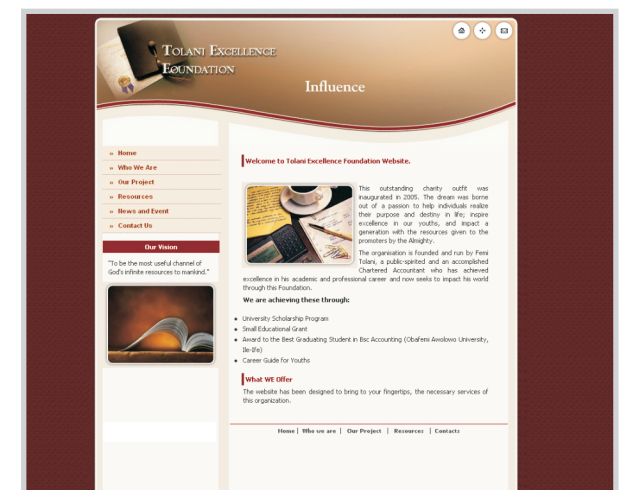 TOLANI EXCELLENCE
FOUNDATION
Influence
» Home
» Who We Are
» Our Project
» Resources
» News and Event
» Contact Us
Our Vision
"To be the most useful channel of
God's infinite resources to mankind."
Welcome to Tolani Excellence Foundation Website.
This outstanding charity outfit was
inaugurated in 2005. The dream was borne
out of a passion to help individuals realize
their purpose and destiny in life; inspire
excellence in our youths, and impact a
generation with the resources given to the
promoters by the Almighty.
The organisation is founded and run by Femi
Tolani, a public-spirited and an accomplished
Chartered Accountant who has achieved
excellence in his academic and professional career and now seeks to impact his world
through this Foundation.
We are achieving these through:
• University Scholarship Program
• Small Educational Grant
• Award to the Best Graduating Student in Bsc Accounting (Obafemi Awolowo University,
Ile-Ife)
• Career Guide for Youths
What WE Offer
The website has been designed to bring to your fingertips, the necessary services of
this organization.
Home | Who we are | Our Project | Resources | Contacts